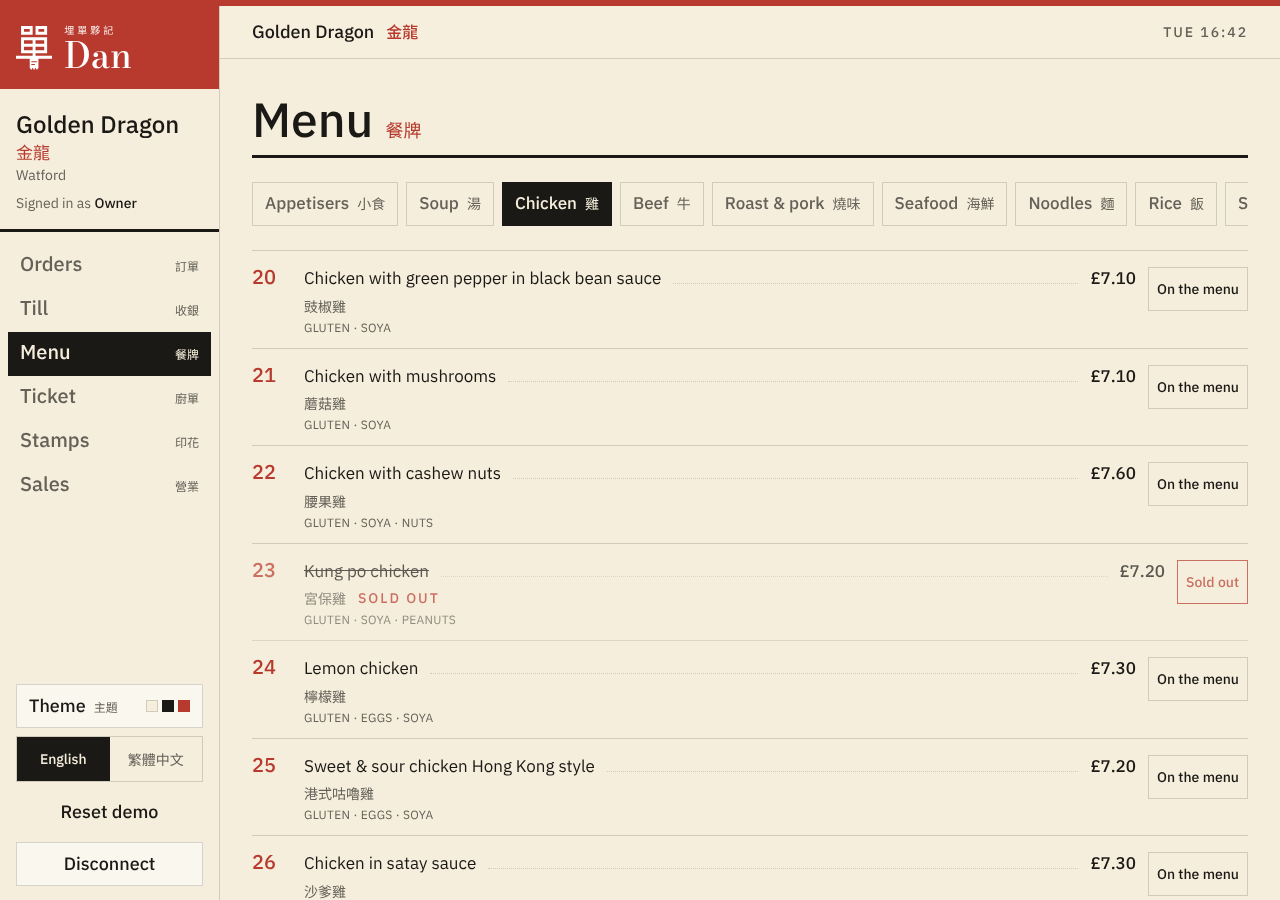 單 埋單夥記
Dan
Golden Dragon
金龍
Watford
Signed in as Owner
Orders 訂單
Till 收銀
Menu 餐牌
Ticket 廚單
Stamps 印花
Sales 營業
Theme 主題
English 繁體中文
Reset demo
Disconnect
Golden Dragon 金龍 TUE 16:42
Menu 餐牌
Appetisers 小食 Soup 湯 Chicken 雞 Beef 牛 Roast & pork 燒味 Seafood 海鮮 Noodles 麵 Rice 飯 S
20 Chicken with green pepper in black bean sauce £7.10 On the menu
豉椒雞
GLUTEN · SOYA
21 Chicken with mushrooms £7.10 On the menu
蘑菇雞
GLUTEN · SOYA
22 Chicken with cashew nuts £7.60 On the menu
腰果雞
GLUTEN · SOYA · NUTS
23 Kung po chicken £7.20 Sold out
宮保雞 SOLD OUT
GLUTEN · SOYA · PEANUTS
24 Lemon chicken £7.30 On the menu
檸檬雞
GLUTEN · EGGS · SOYA
25 Sweet & sour chicken Hong Kong style £7.20 On the menu
港式咕嚕雞
GLUTEN · EGGS · SOYA
26 Chicken in satay sauce £7.30 On the menu
沙爹雞